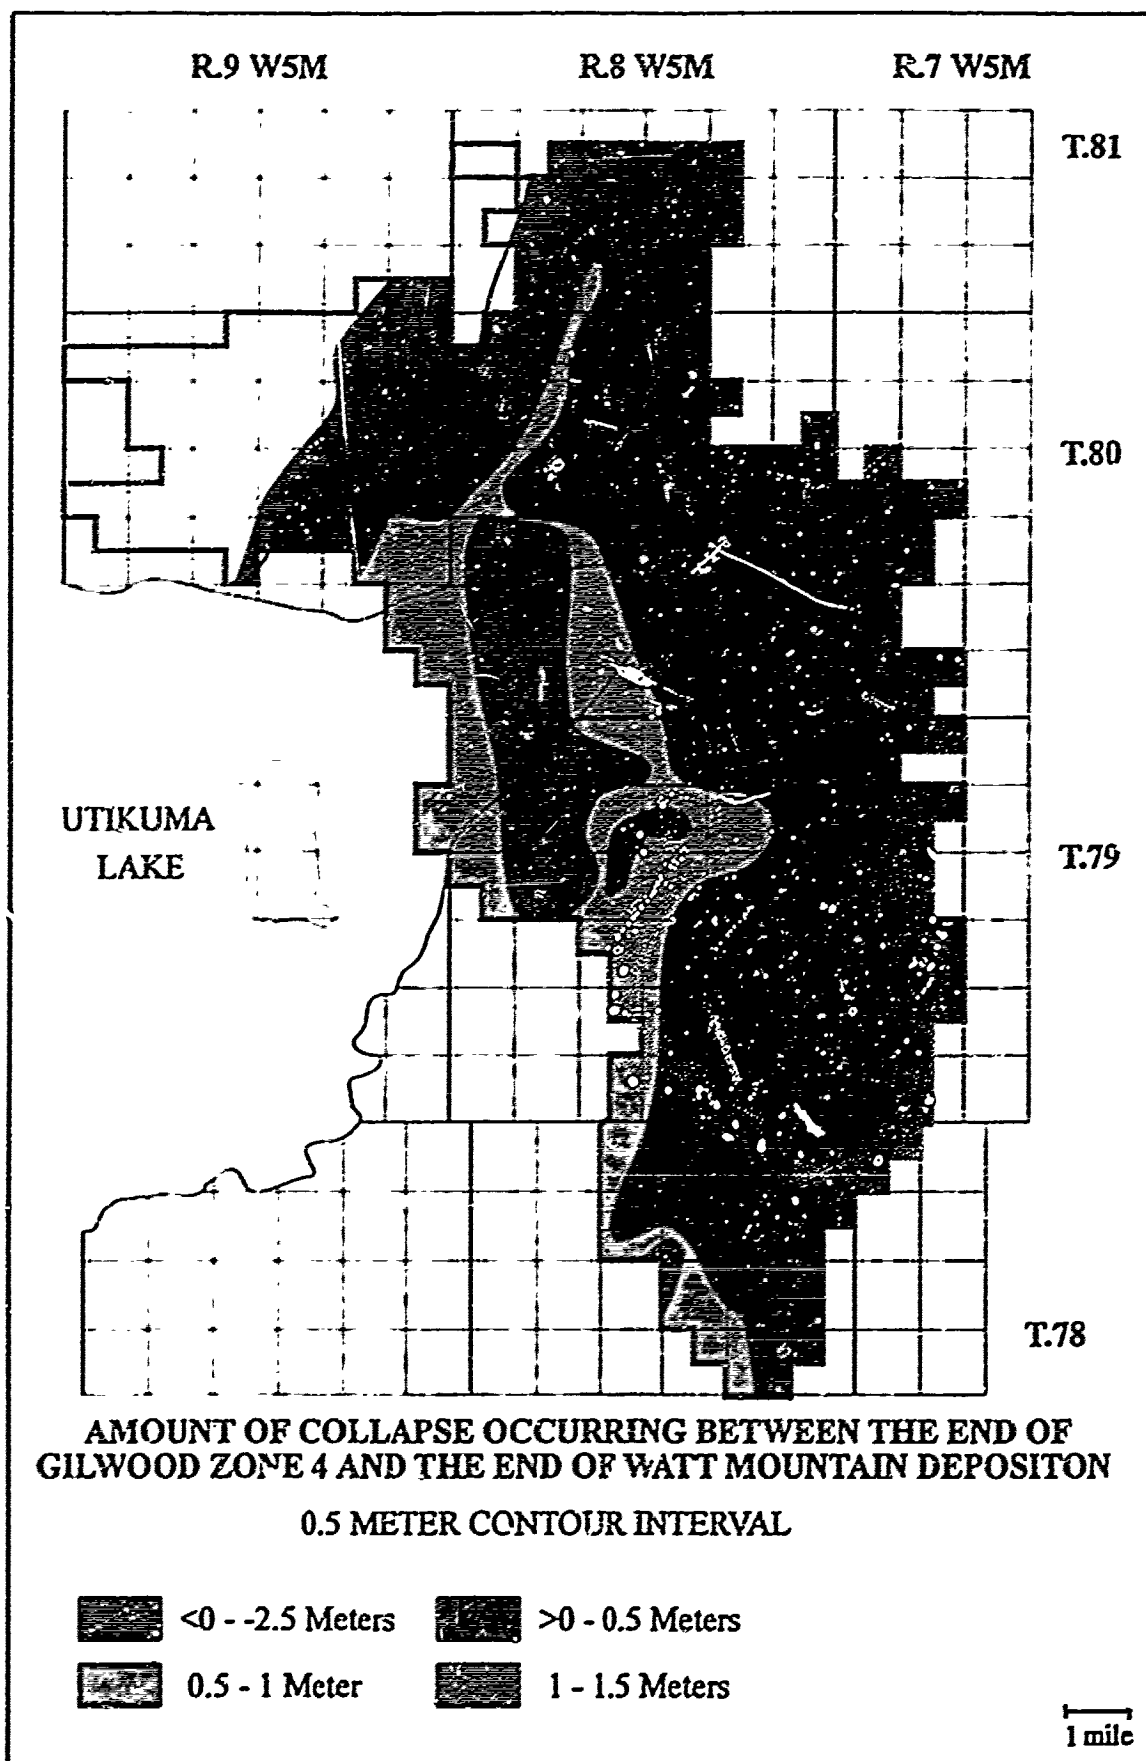 R.9 W5M R.8 W5M R.7 W5M
T.81
T.80
UTIKUMA
LAKE
T.79
T.78
AMOUNT OF COLLAPSE OCCURRING BETWEEN THE END OF
GILWOOD ZONE 4 AND THE END OF WATT MOUNTAIN DEPOSITON
0.5 METER CONTOUR INTERVAL
<0 - -2.5 Meters >0 - 0.5 Meters
0.5 - 1 Meter 1 - 1.5 Meters
1 mile